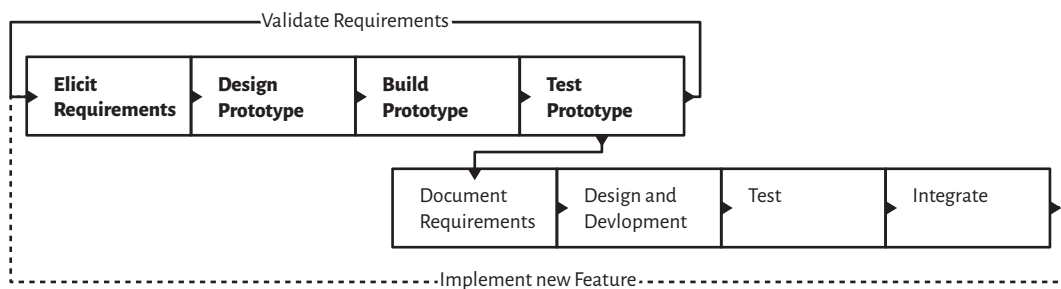 Validate Requirements
Elicit
Requirements
Design
Prototype
Build
Prototype
Test
Prototype
Document
Requirements
Design and
Devlopment
Test
Integrate
Implement new Feature